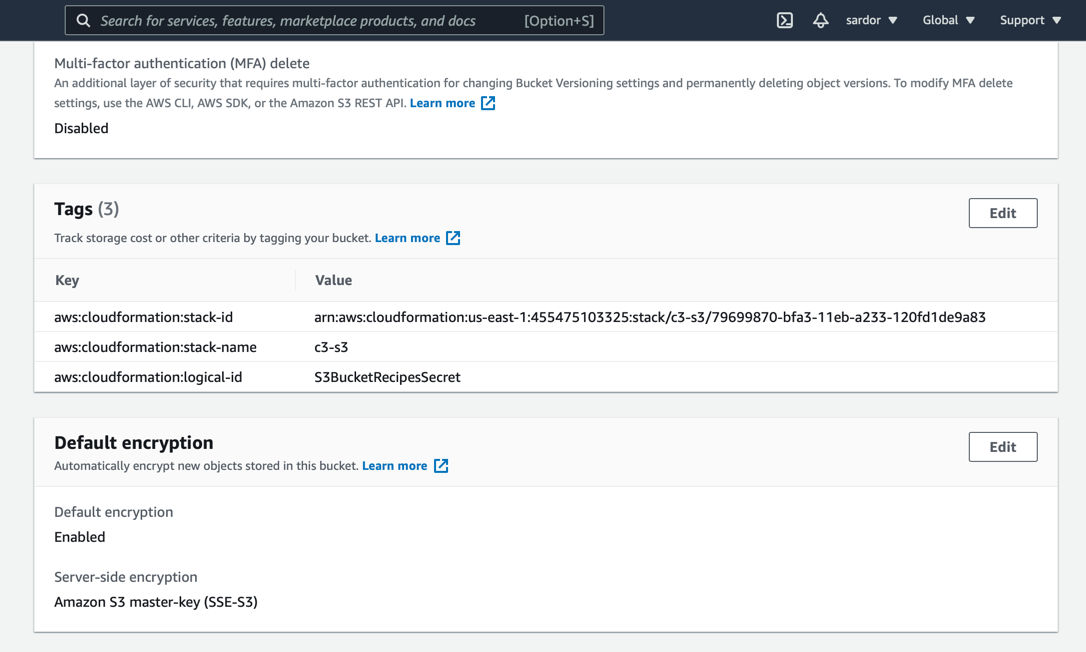 Search for services, features, marketplace products, and docs [Option+S] sardor Global Support
Multi-factor authentication (MFA) delete
An additional layer of security that requires multi-factor authentication for changing Bucket Versioning settings and permanently deleting object versions. To modify MFA delete
settings, use the AWS CLI, AWS SDK, or the Amazon S3 REST API. Learn more
Disabled
Tags (3)
Edit
Track storage cost or other criteria by tagging your bucket. Learn more
Key Value
aws:cloudformation:stack-id arn:aws:cloudformation:us-east-1:455475103325:stack/c3-s3/79699870-bfa3-11eb-a233-120fd1de9a83
aws:cloudformation:stack-name c3-s3
aws:cloudformation:logical-id S3BucketRecipesSecret
Default encryption
Edit
Automatically encrypt new objects stored in this bucket. Learn more
Default encryption
Enabled
Server-side encryption
Amazon S3 master-key (SSE-S3)